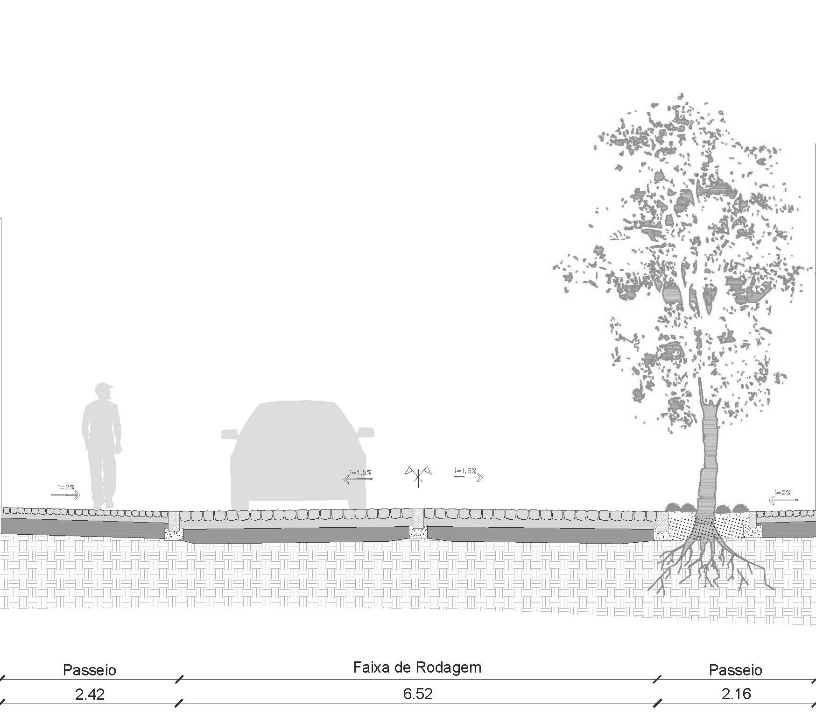 i=2%
i=1,5%
i=1,5%
i=2%
Passeio
Faixa de Rodagem
Passeio
2.42
6.52
2.16